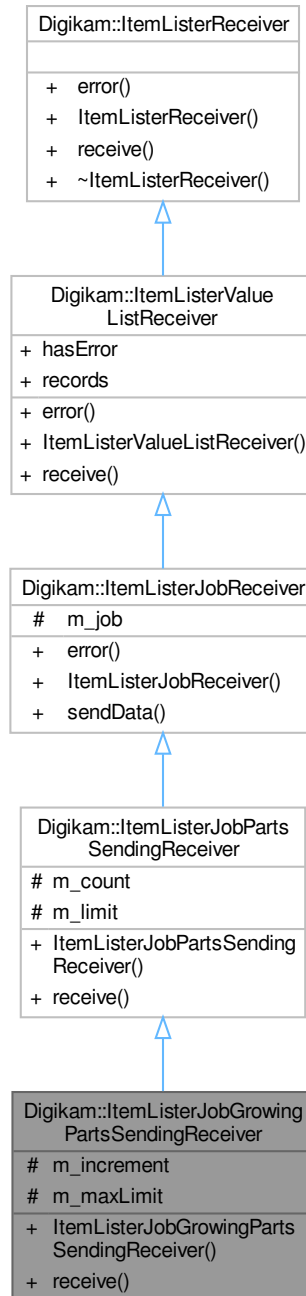 Digikam::ItemListerReceiver
+ error()
+ ItemListerReceiver()
+ receive()
+ ~ItemListerReceiver()
Digikam::ItemListerValue
ListReceiver
+ hasError
+ records
+ error()
+ ItemListerValueListReceiver()
+ receive()
Digikam::ItemListerJobReceiver
# m_job
+ error()
+ ItemListerJobReceiver()
+ sendData()
Digikam::ItemListerJobParts
SendingReceiver
# m_count
# m_limit
+ ItemListerJobPartsSending
Receiver()
+ receive()
Digikam::ItemListerJobGrowing
PartsSendingReceiver
# m_increment
# m_maxLimit
+ ItemListerJobGrowingParts
SendingReceiver()
+ receive()